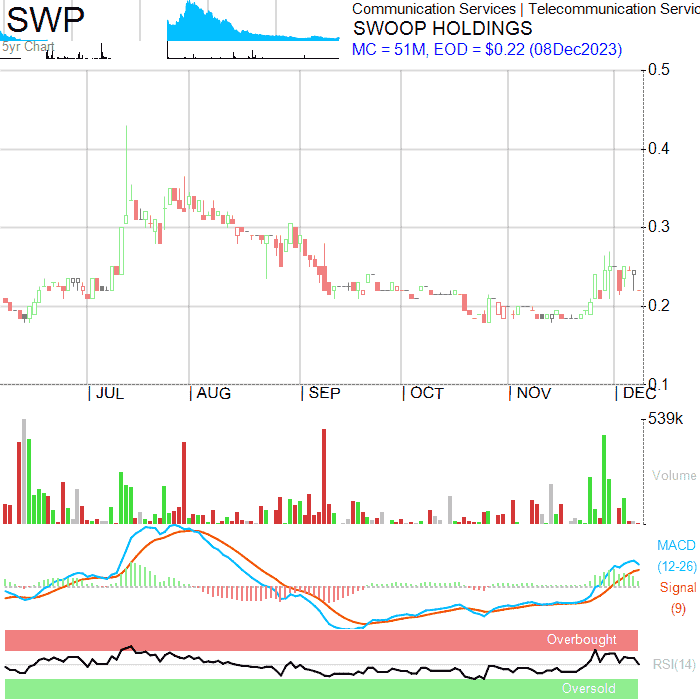 SWP
5yr Chart
Communication Services | Telecommunication Servic
SWOOP HOLDINGS
MC = 51M, EOD = $0.22 (08Dec2023)
0.5
0.4
0.3
0.2
0.1
| JUL | AUG | SEP | OCT | NOV | DEC
539k
Volume
MACD
(12-26)
Signal
(9)
Overbought
RSI(14)
Oversold